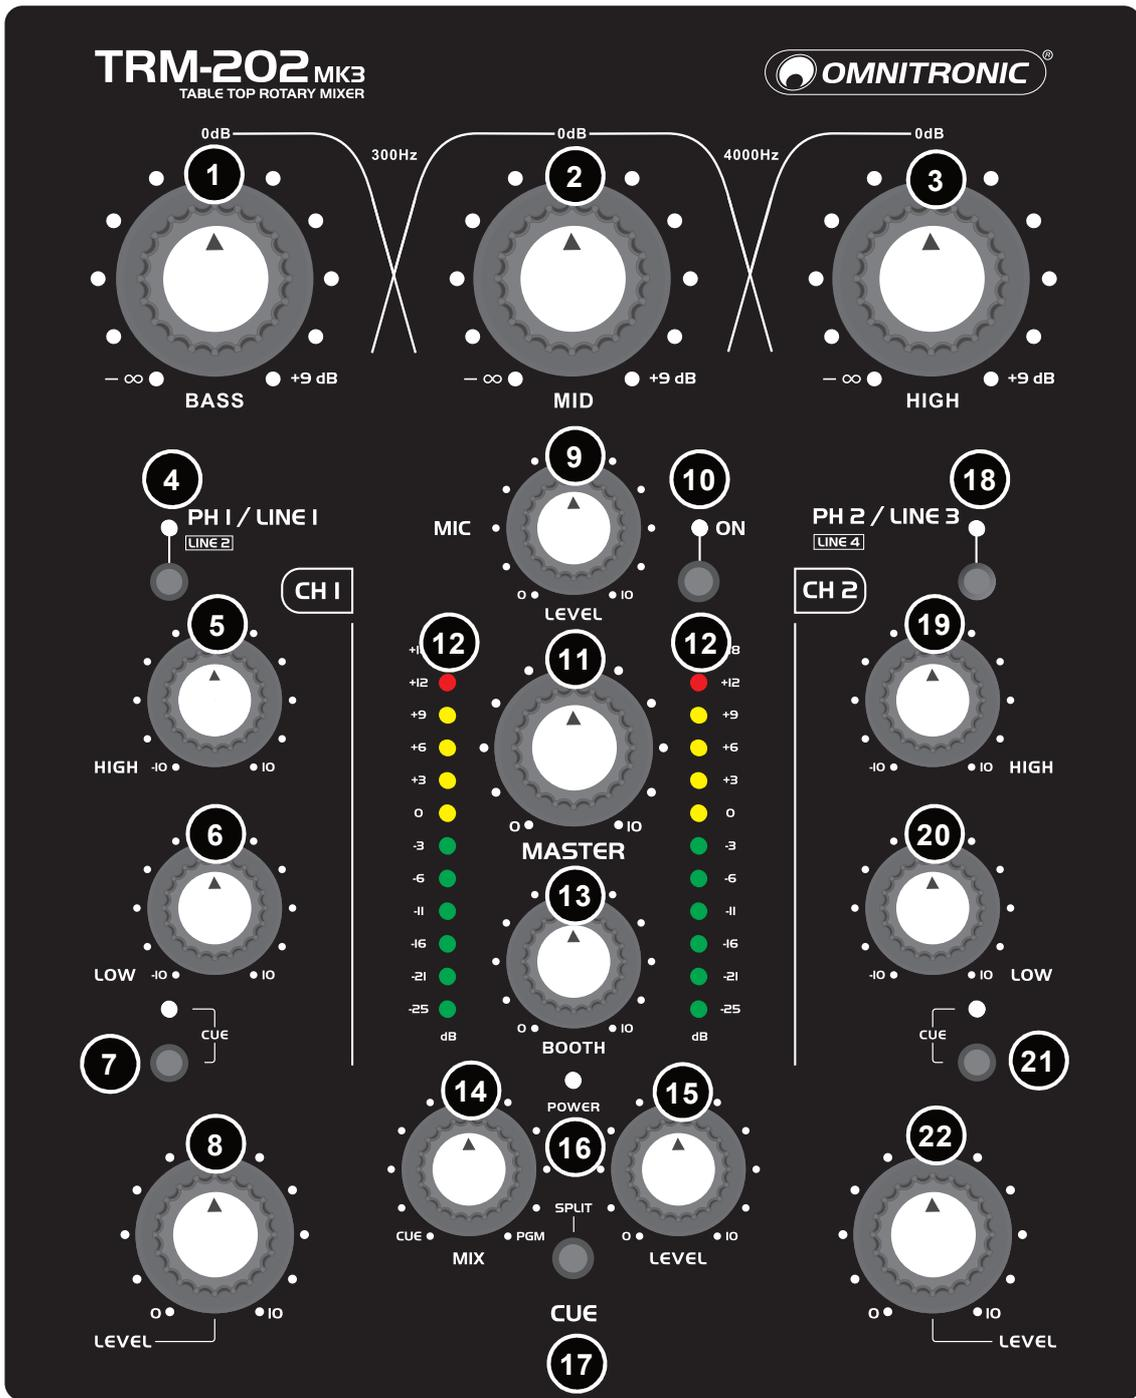 TRM-202 MK3
TABLE TOP ROTARY MIXER
OMNITRONIC ®
0dB 300Hz 0dB 4000Hz 0dB
1 2 3
– ∞ +9 dB – ∞ +9 dB – ∞ +9 dB
BASS MID HIGH
4 9 10 18
PH 1 / LINE 1
LINE 2
MIC
ON
PH 2 / LINE 3
LINE 4
CH 1
0 10
LEVEL
CH 2
5 12 11 12 19
+12 +12
+9 +9
+6 +6
+3 +3
0 0
-3 -3
-6 -6
-11 -11
-16 -16
-21 -21
-25 -25
dB dB
HIGH -10 10
0 10
MASTER
-10 10 HIGH
6 13 20
LOW -10 10
0 10
BOOTH
-10 10 LOW
CUE CUE
7 14 15 21
POWER
8 16 22
SPLIT
CUE PGM
MIX
0 10
LEVEL
0 10
LEVEL
CUE
0 10
LEVEL
17